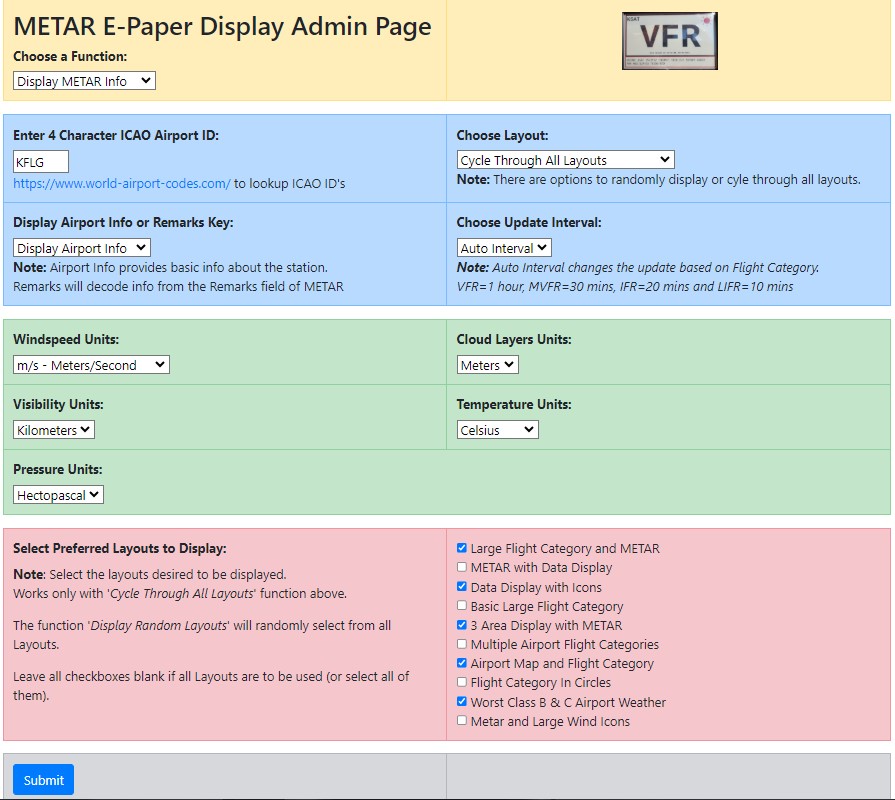 METAR E-Paper Display Admin Page
Choose a Function:
Display METAR Info
KSAT
VFR
Enter 4 Character ICAO Airport ID:
KFLG
https://www.world-airport-codes.com/ to lookup ICAO ID's
Choose Layout:
Cycle Through All Layouts
Note: There are options to randomly display or cyle through all layouts.
Display Airport Info or Remarks Key:
Display Airport Info
Note: Airport Info provides basic info about the station.
Remarks will decode info from the Remarks field of METAR
Choose Update Interval:
Auto Interval
Note: Auto Interval changes the update based on Flight Category.
VFR=1 hour, MVFR=30 mins, IFR=20 mins and LIFR=10 mins
Windspeed Units:
m/s - Meters/Second
Cloud Layers Units:
Meters
Visibility Units:
Kilometers
Temperature Units:
Celsius
Pressure Units:
Hectopascal
Select Preferred Layouts to Display:
Note: Select the layouts desired to be displayed.
Works only with 'Cycle Through All Layouts' function above.
The function 'Display Random Layouts' will randomly select from all
Layouts.
Leave all checkboxes blank if all Layouts are to be used (or select all of
them).
Large Flight Category and METAR
METAR with Data Display
Data Display with Icons
Basic Large Flight Category
3 Area Display with METAR
Multiple Airport Flight Categories
Airport Map and Flight Category
Flight Category In Circles
Worst Class B & C Airport Weather
Metar and Large Wind Icons
Submit